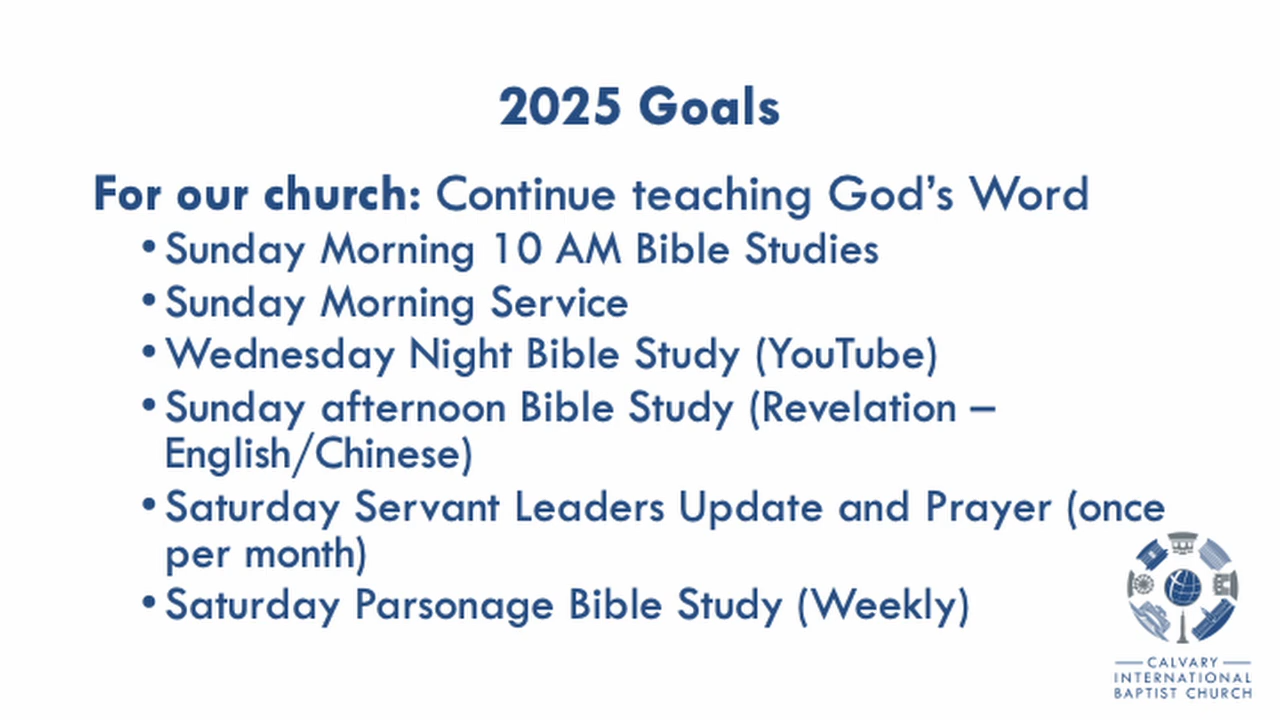 2025 Goals
For our church: Continue teaching God’s Word
• Sunday Morning 10 AM Bible Studies
• Sunday Morning Service
• Wednesday Night Bible Study (YouTube)
• Sunday afternoon Bible Study (Revelation –
English/Chinese)
• Saturday Servant Leaders Update and Prayer (once
per month)
• Saturday Parsonage Bible Study (Weekly)
CALVARY
INTERNATIONAL
BAPTIST CHURCH